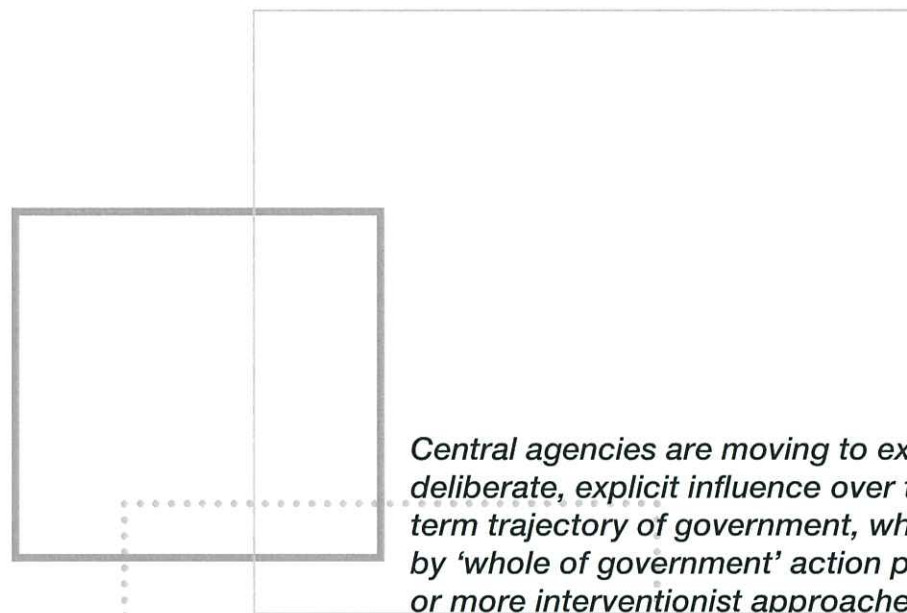 Central agencies are moving to
deliberate, explicit influence over
term trajectory of government,
by ‘whole of government’ action
or more interventionist